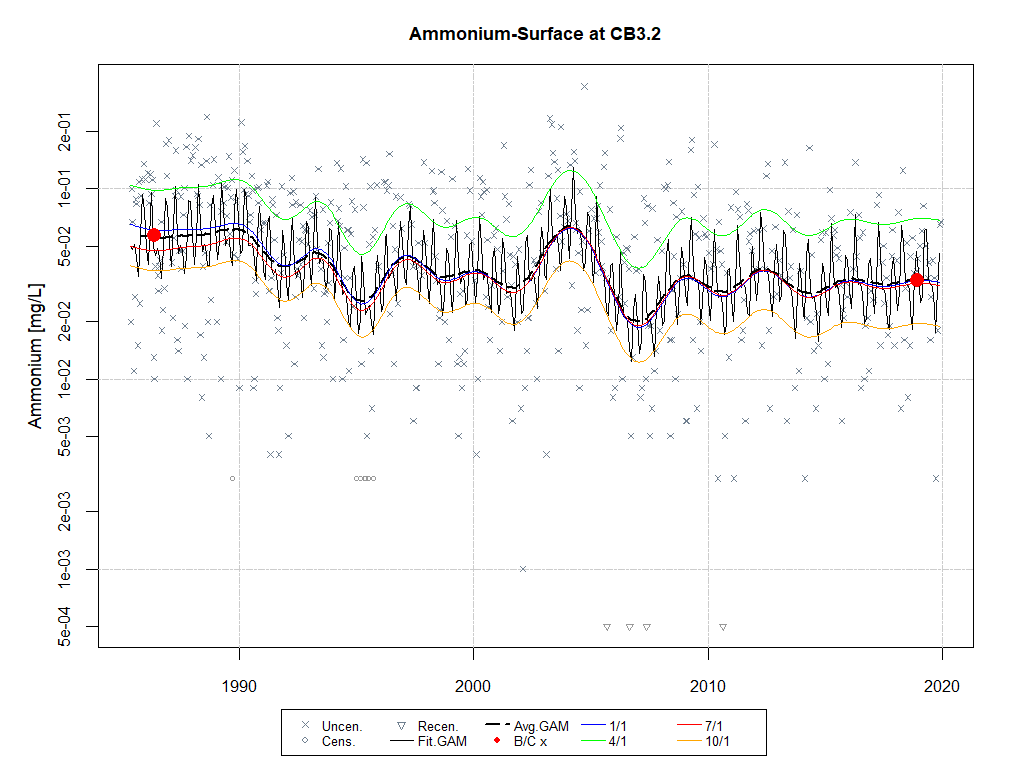 Ammonium-Surface at CB3.2
Ammonium [mg/L]
2e-01
1e-01
5e-02
2e-02
1e-02
5e-03
2e-03
1e-03
5e-04
1990 2000 2010 2020
Uncen. Recen. Avg.GAM 1/1 7/1
Cens. Fit.GAM B/C x 4/1 10/1